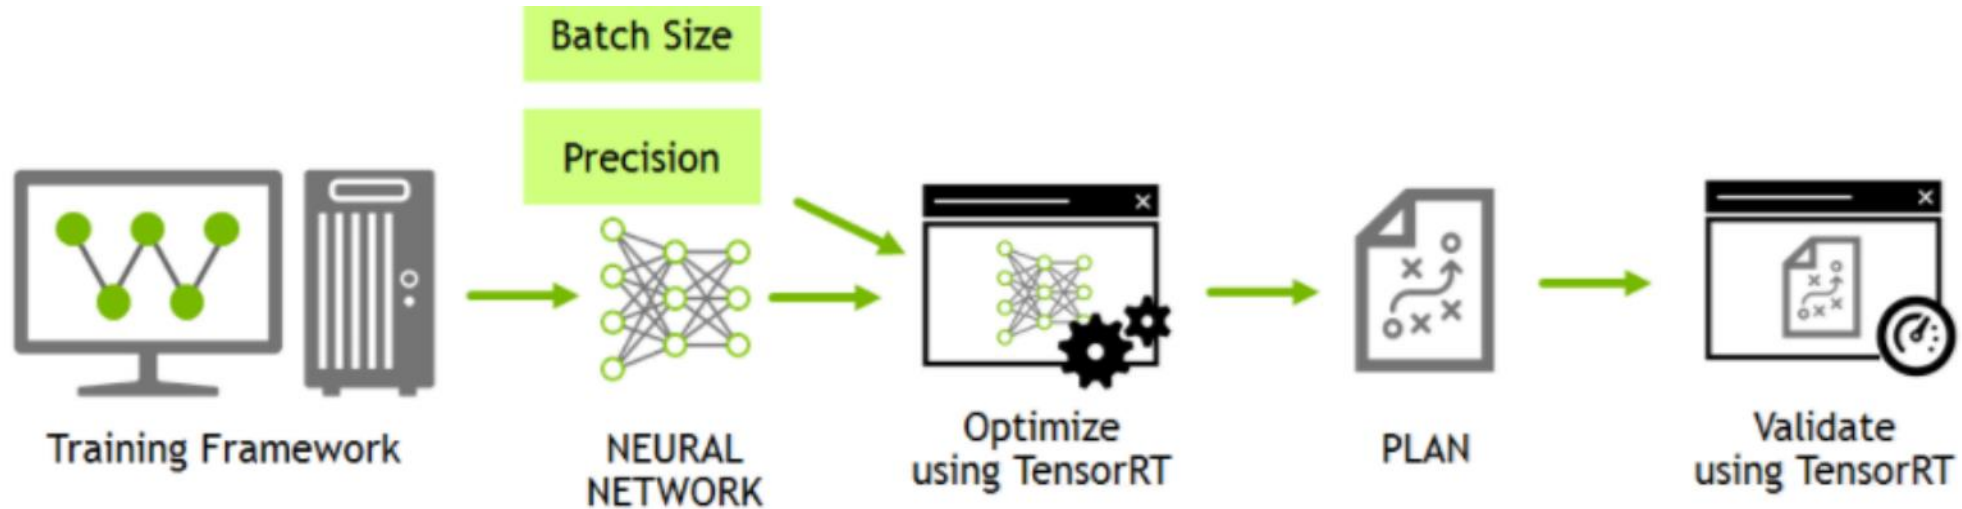 Batch Size
Precision
Training Framework
NEURAL
NETWORK
Optimize
using TensorRT
PLAN
Validate
using TensorRT